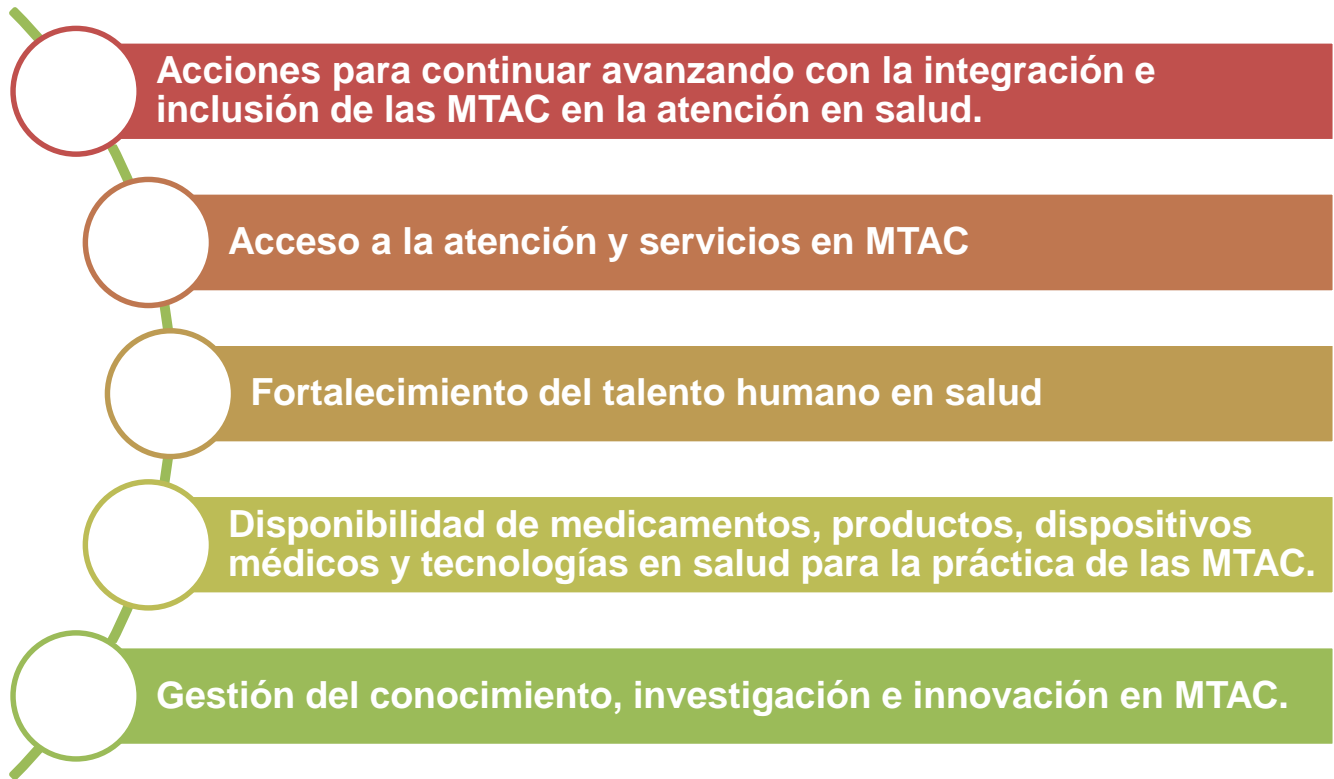 Acciones para continuar avanzando con la integración e
inclusión de las MTAC en la atención en salud.
Acceso a la atención y servicios en MTAC
Fortalecimiento del talento humano en salud
Disponibilidad de medicamentos, productos, dispositivos
médicos y tecnologías en salud para la práctica de las MTAC.
Gestión del conocimiento, investigación e innovación en MTAC.